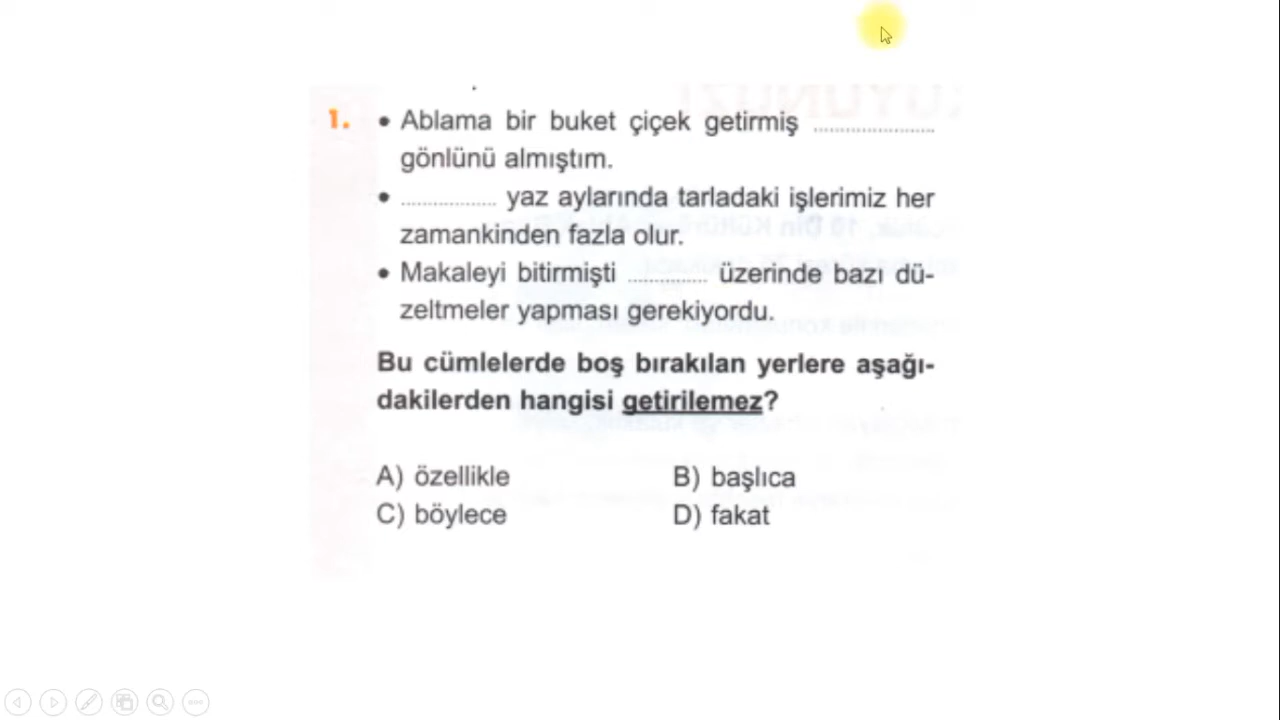 1. • Ablama bir buket çiçek getirmiş ....................
gönlünü almıştım.
• ................ yaz aylarında tarladaki işlerimiz her
zamankinden fazla olur.
• Makaleyi bitirmişti ............. üzerinde bazı dü-
zeltmeler yapması gerekiyordu.
Bu cümlelerde boş bırakılan yerlere aşağı-
dakilerden hangisi getirilemez?
A) özellikle B) başlıca
C) böylece D) fakat